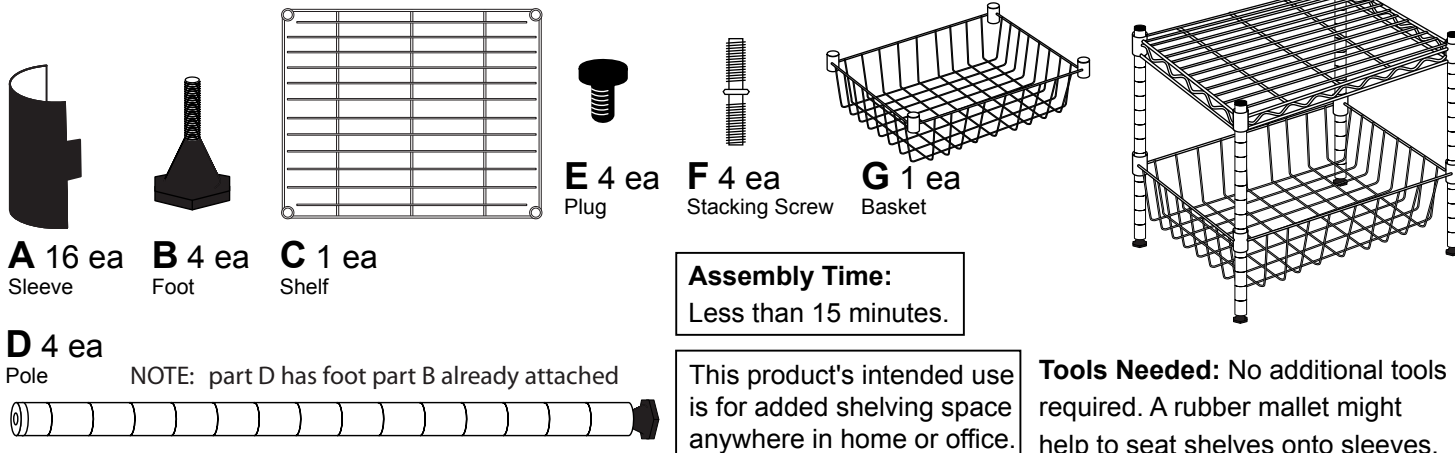 A 16 ea
Sleeve
B 4 ea
Foot
C 1 ea
Shelf
E 4 ea
Plug
F 4 ea
Stacking Screw
G 1 ea
Basket
D 4 ea
Pole
NOTE: part D has foot part B already attached
Assembly Time:
Less than 15 minutes.
This product's intended use
is for added shelving space
anywhere in home or office.
Tools Needed: No additional tools
required. A rubber mallet might
help to seat shelves onto sleeves.